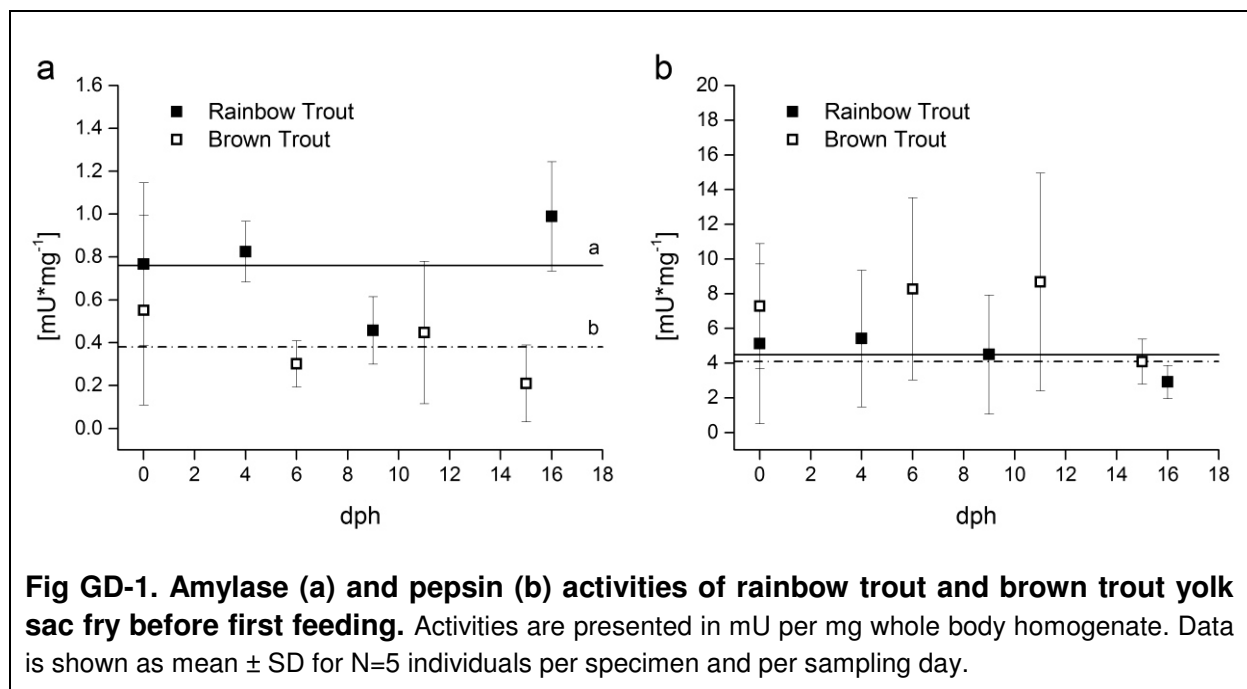 a
1.6
1.4
1.2
1.0
0.8
0.6
0.4
0.2
0.0
[mU*mg⁻¹]
Rainbow Trout
Brown Trout
a
b
0 2 4 6 8 10 12 14 16 18
dph
b
20
18
16
14
12
10
8
6
4
2
0
[mU*mg⁻¹]
Rainbow Trout
Brown Trout
0 2 4 6 8 10 12 14 16 18
dph
Fig GD-1. Amylase (a) and pepsin (b) activities of rainbow trout and brown trout yolk
sac fry before first feeding. Activities are presented in mU per mg whole body homogenate. Data
is shown as mean ± SD for N=5 individuals per specimen and per sampling day.